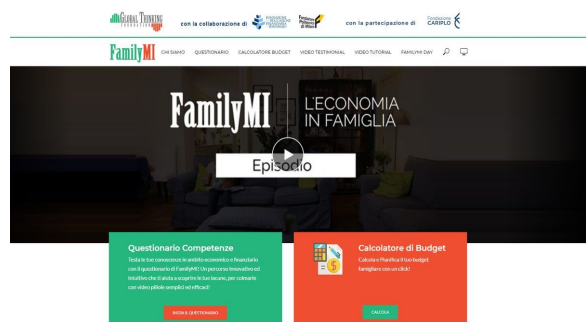 GLOBAL THINKING
FOUNDATION
con la collaborazione di
con la partecipazione di
Fondazione
CARIPLO
FamilyMI
CHI SIAMO
QUESTIONARIO
CALCOLATORE BUDGET
VIDEO TESTIMONIAL
VIDEO TUTORIAL
FAMILYMI DAY
FamilyMI
L'ECONOMIA
IN FAMIGLIA
Episodio
Questionario Competenze
Testa le tue conoscenze in ambito economico e finanziario
con il questionario di FamilyMI! Un percorso innovativo ed
intuitivo che ti aiuta a scoprire le tue lacune, per colmarle
con video pillole semplici ed efficaci!
INIZIA IL QUESTIONARIO
Calcolatore di Budget
Calcola e Pianifica il tuo budget
famigliare con un click!
CALCOLA